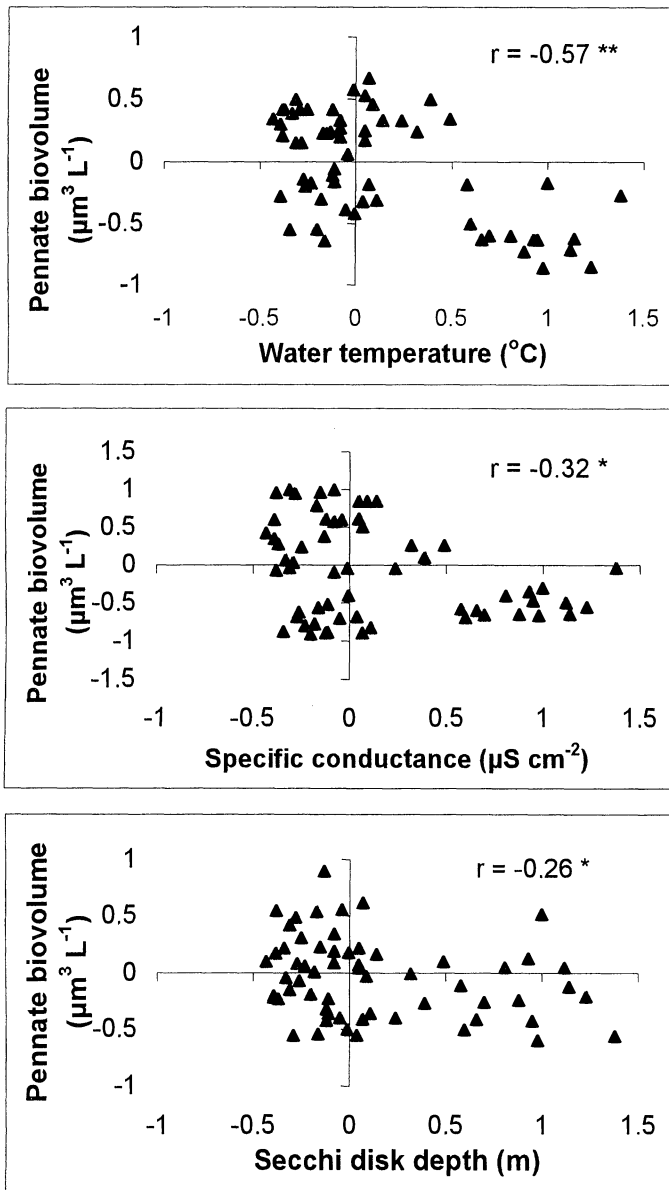 r = -0.57 **
Pennate biovolume
(µm³ L⁻¹)
1
0.5
0
-0.5
-1
-1 -0.5 0 0.5 1 1.5
Water temperature (°C)
r = -0.32 *
Pennate biovolume
(µm³ L⁻¹)
1.5
1
0.5
0
-0.5
-1
-1.5
-1 -0.5 0 0.5 1 1.5
Specific conductance (µS cm⁻²)
r = -0.26 *
Pennate biovolume
(µm³ L⁻¹)
1
0.5
0
-0.5
-1
-1 -0.5 0 0.5 1 1.5
Secchi disk depth (m)